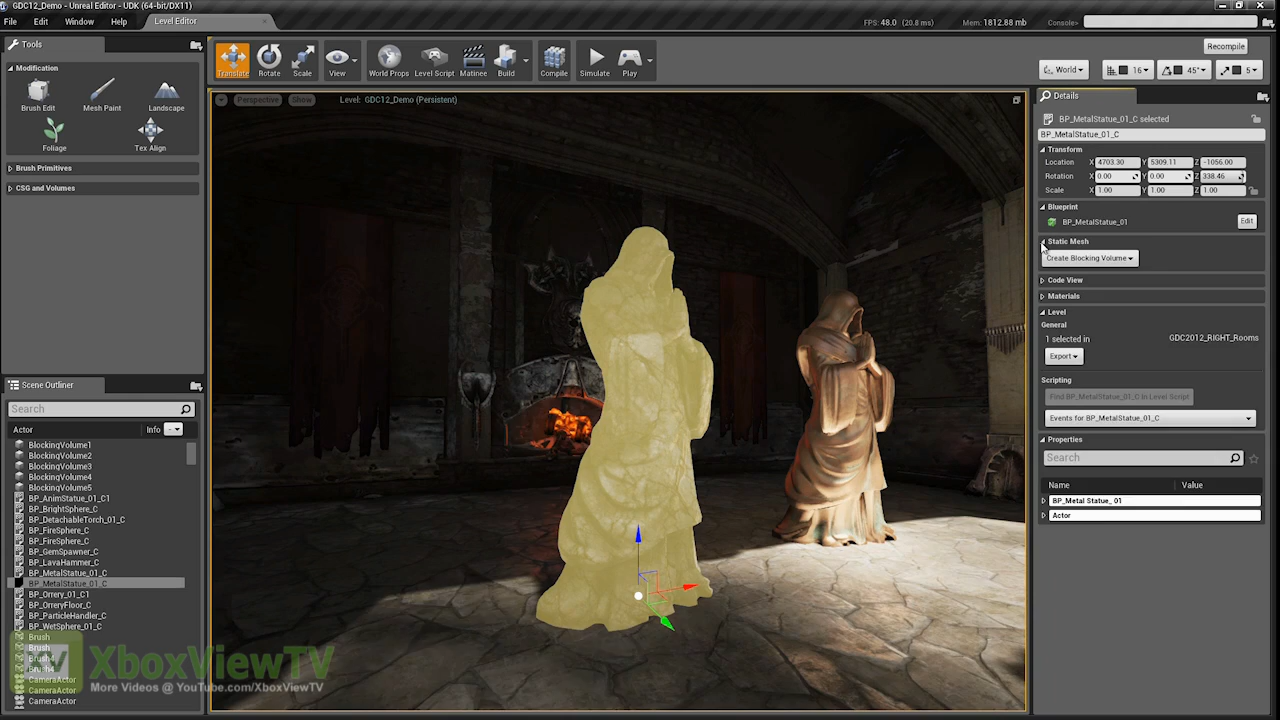 GDC12_Demo - Unreal Editor - UDK (64-bit/DX11)
File Edit Window Help
Level Editor
FPS: 48.0 (20.8 ms) Mem: 1812.88 mb Console>
Tools
Modification
Brush Edit Mesh Paint Landscape
Foliage Tex Align
Brush Primitives
CSG and Volumes
Translate Rotate Scale View World Props Level Script Matinee Build Compile Simulate Play
Recompile
World 16 45° 5
Perspective Show Level: GDC12_Demo (Persistent)
Scene Outliner
Search
Actor Info
BlockingVolume1
BlockingVolume2
BlockingVolume3
BlockingVolume4
BlockingVolume5
BP_AnimStatue_01_C1
BP_BrightSphere_C
BP_DetachableTorch_01_C
BP_FireSphere_C
BP_FireSphere_C
BP_GemSpawner_C
BP_LavaHammer_C
BP_MetalStatue_01_C
BP_MetalStatue_01_C
BP_Orrery_01_C1
BP_OrreryFloor_C
BP_ParticleHandler_C
BP_WetSphere_01_C
Brush
Brush
Brush4
Brush4
CameraActor
CameraActor
CameraActor
XboxViewTV
More Videos @ YouTube.com/XboxViewTV
Details
BP_MetalStatue_01_C selected
BP_MetalStatue_01_C
Transform
Location X 4703.30 Y 5309.11 Z -1056.00
Rotation X 0.00 Y 0.00 Z 338.46
Scale X 1.00 Y 1.00 Z 1.00
Blueprint
BP_MetalStatue_01 Edit
Static Mesh
Create Blocking Volume
Code View
Materials
Level
General
1 selected in GDC2012_RIGHT_Rooms
Export
Scripting
Find BP_MetalStatue_01_C in Level Script
Events for BP_MetalStatue_01_C
Properties
Search
Name Value
BP_Metal Statue_ 01
Actor